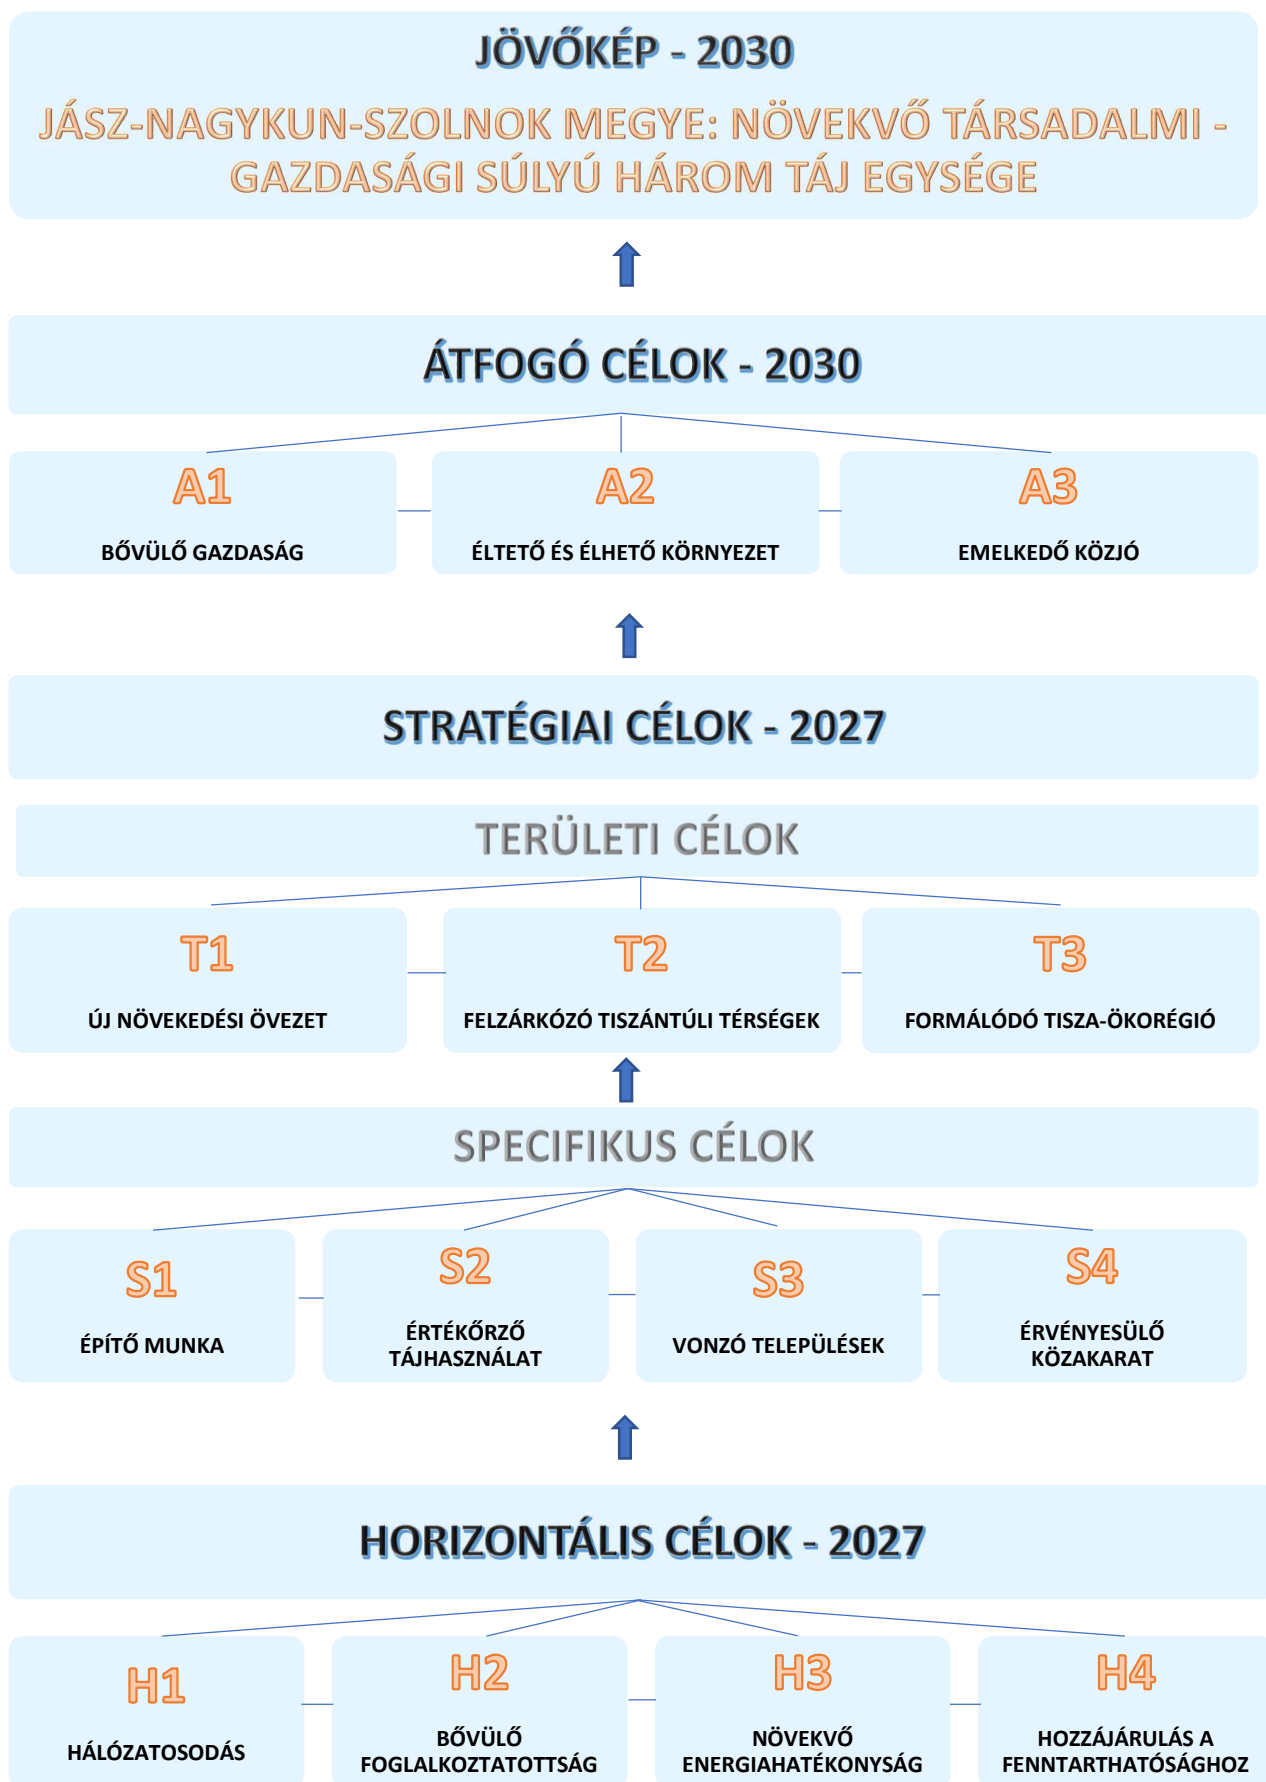 JÖVŐKÉP - 2030
JÁSZ-NAGYKUN-SZOLNOK MEGYE: NÖVEKVŐ TÁRSADALMI -
GAZDASÁGI SÚLYÚ HÁROM TÁJ EGYSÉGE
ÁTFOGÓ CÉLOK - 2030
A1
BŐVÜLŐ GAZDASÁG
A2
ÉLTETŐ ÉS ÉLHETŐ KÖRNYEZET
A3
EMELKEDŐ KÖZJÓ
STRATÉGIAI CÉLOK - 2027
TERÜLETI CÉLOK
T1
ÚJ NÖVEKEDÉSI ÖVEZET
T2
FELZÁRKÓZÓ TISZÁNTÚLI TÉRSÉGEK
T3
FORMÁLÓDÓ TISZA-ÖKORÉGIÓ
SPECIFIKUS CÉLOK
S1
ÉPÍTŐ MUNKA
S2
ÉRTÉKŐRZŐ
TÁJHASZNÁLAT
S3
VONZÓ TELEPÜLÉSEK
S4
ÉRVÉNYESÜLŐ
KÖZAKARAT
HORIZONTÁLIS CÉLOK - 2027
H1
HÁLÓZATOSODÁS
H2
BŐVÜLŐ
FOGLALKOZTATOTTSÁG
H3
NÖVEKVŐ
ENERGIAHATÉKONYSÁG
H4
HOZZÁJÁRULÁS A
FENNTARTHATÓSÁGHOZ